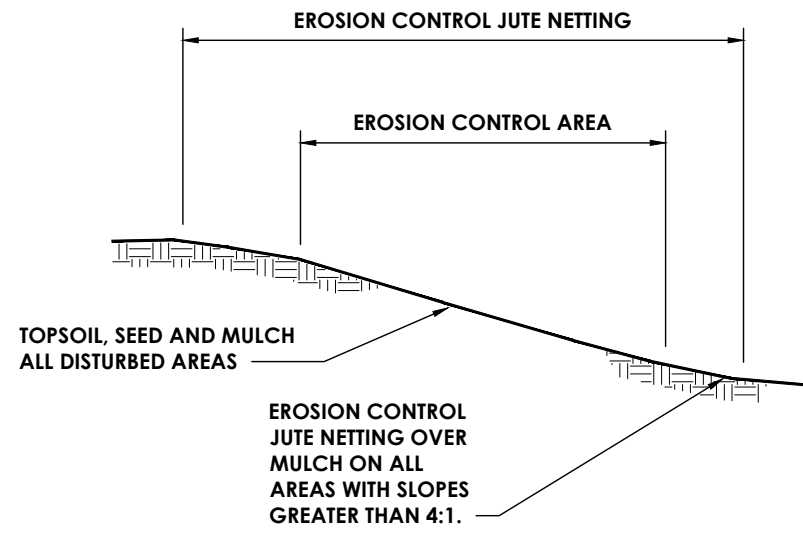 EROSION CONTROL JUTE NETTING
EROSION CONTROL AREA
TOPSOIL, SEED AND MULCH
ALL DISTURBED AREAS
EROSION CONTROL
JUTE NETTING OVER
MULCH ON ALL
AREAS WITH SLOPES
GREATER THAN 4:1.